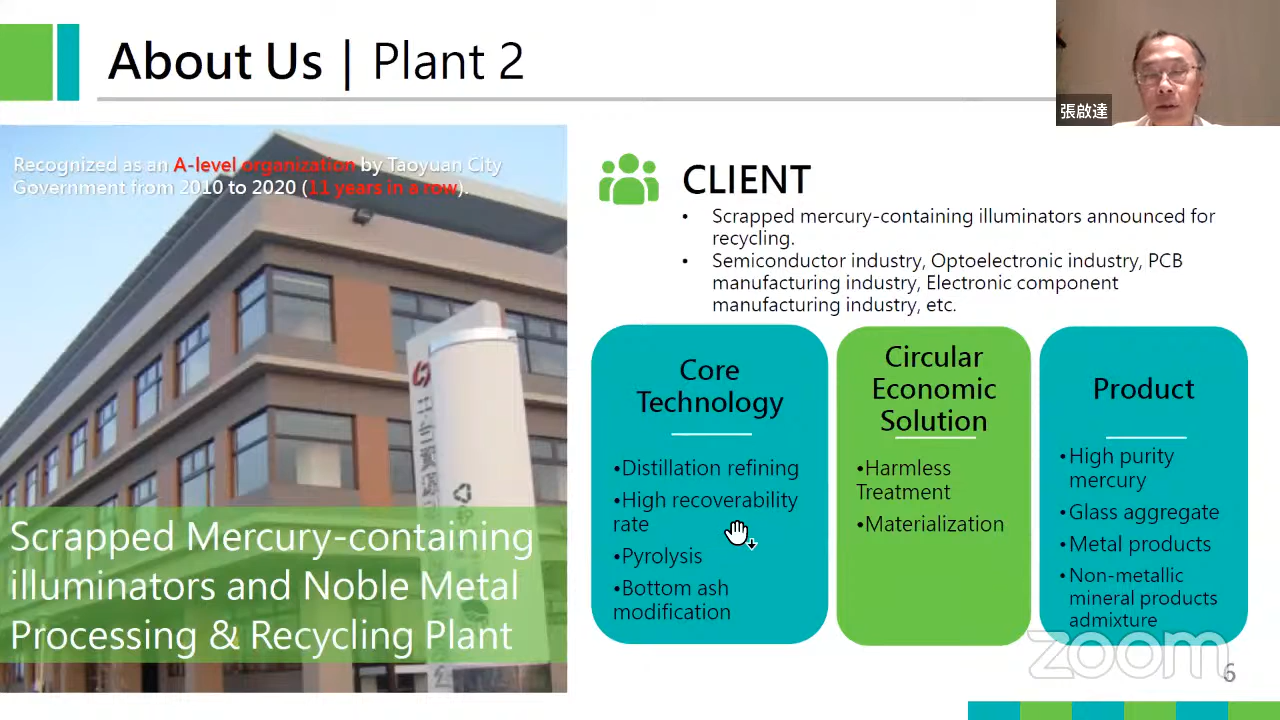 About Us | Plant 2
張啟達
Recognized as an A-level organization by Taoyuan City
Government from 2010 to 2020 (11 years in a row).
Scrapped Mercury-containing
illuminators and Noble Metal
Processing & Recycling Plant
CLIENT
• Scrapped mercury-containing illuminators announced for
recycling.
• Semiconductor industry, Optoelectronic industry, PCB
manufacturing industry, Electronic component
manufacturing industry, etc.
Core
Technology
•Distillation refining
•High recoverability
rate
•Pyrolysis
•Bottom ash
modification
Circular
Economic
Solution
•Harmless
Treatment
•Materialization
Product
•High purity
mercury
•Glass aggregate
•Metal products
•Non-metallic
mineral products
admixture
zoom
6